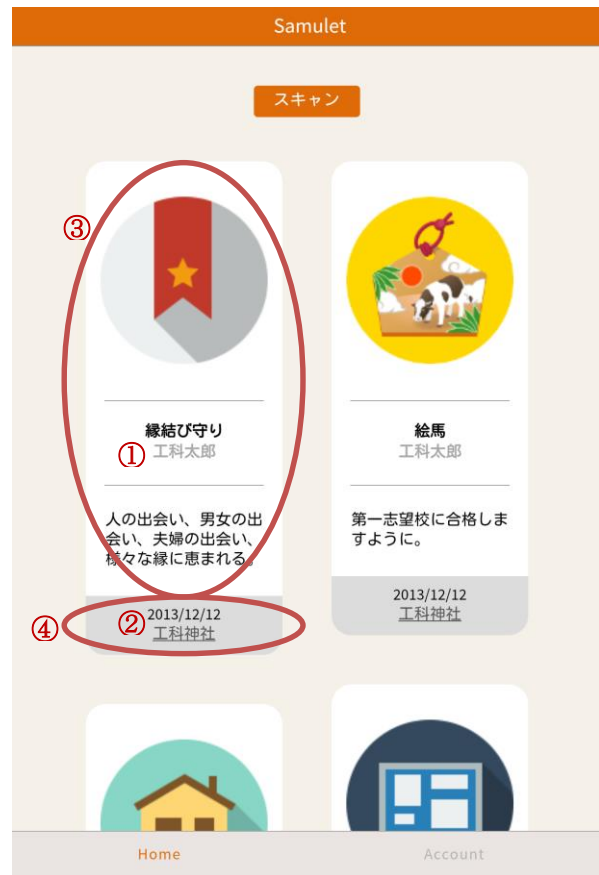 Samulet
スキャン
③
縁結び守り
① 工科太郎
人の出会い、男女の出
会い、夫婦の出会い、
様々な縁に恵まれる。
④ ② 2013/12/12
工科神社
絵馬
工科太郎
第一志望校に合格しま
すように。
2013/12/12
工科神社
Home
Account